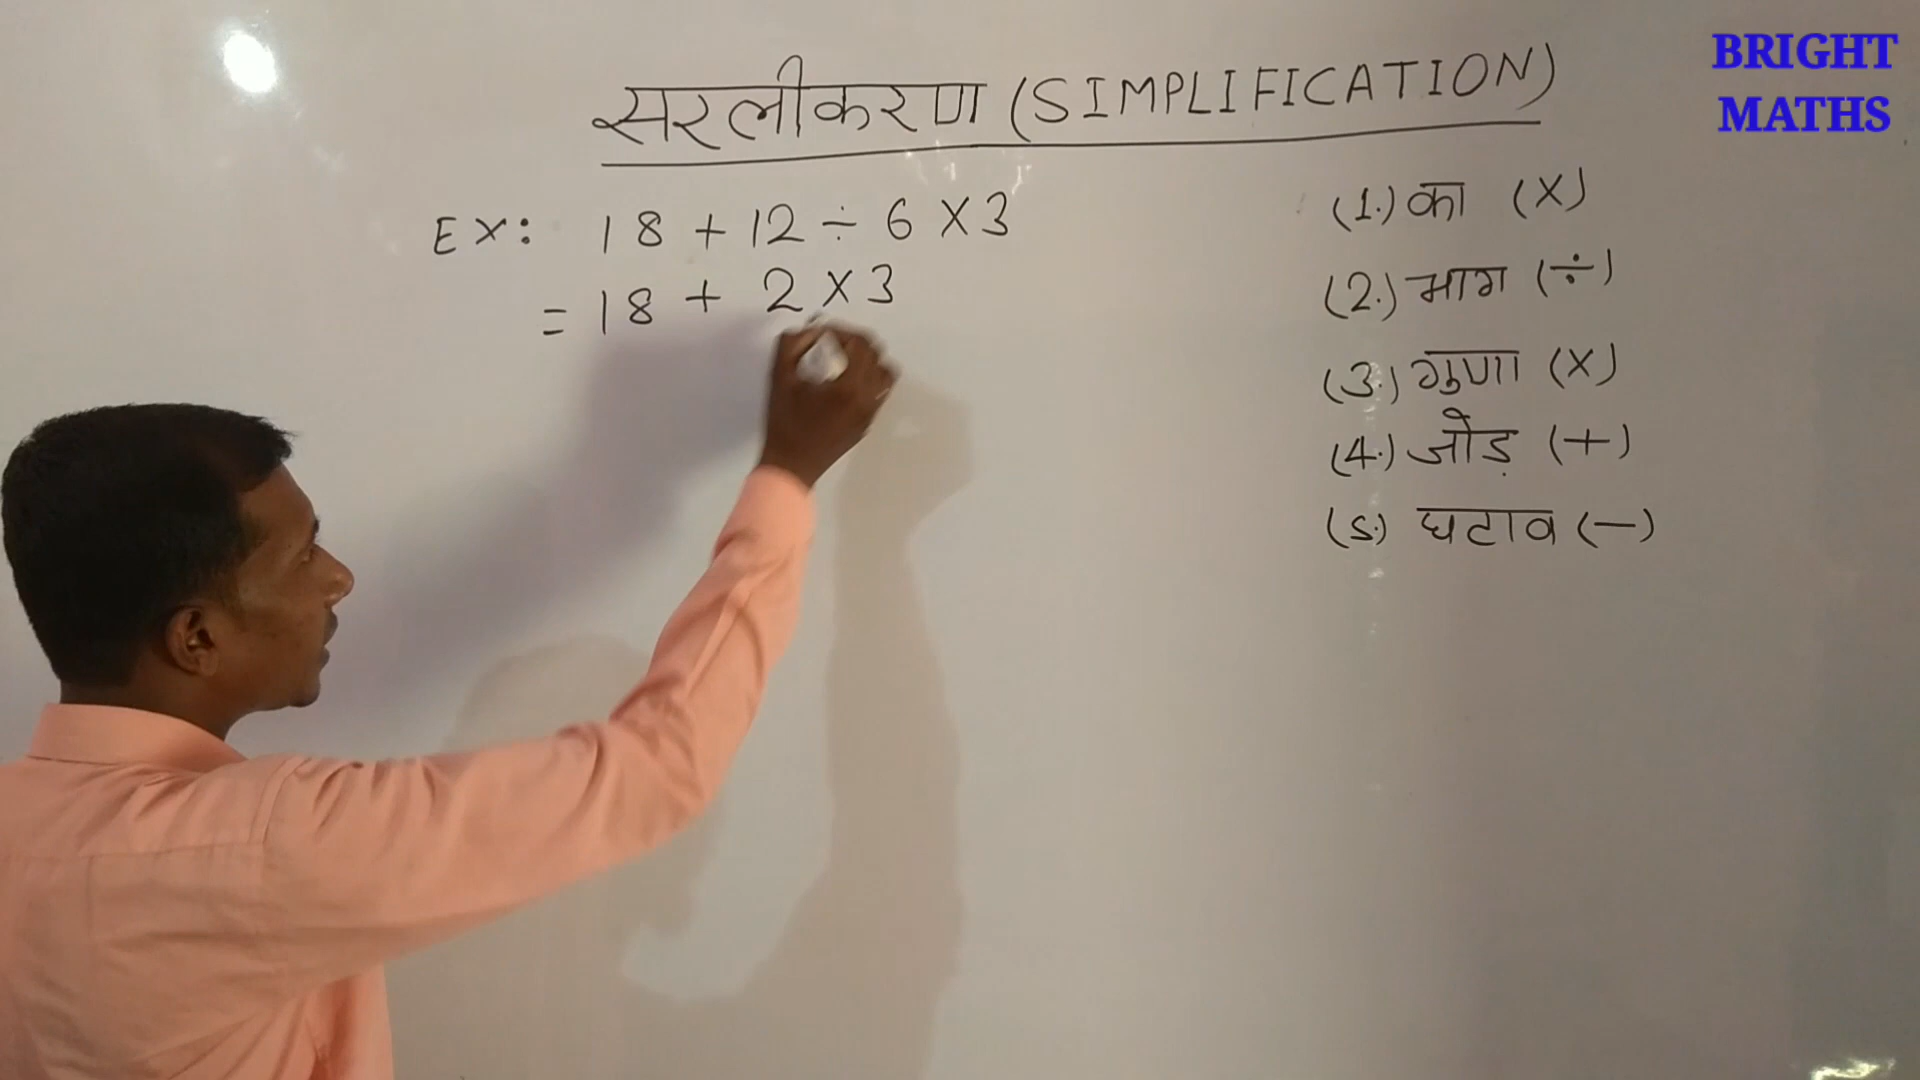 BRIGHT
MATHS
सरलीकरण (SIMPLIFICATION)
EX: 18 + 12 ÷ 6 X 3
= 18 + 2 X 3
(1.) का (X)
(2.) भाग (÷)
(3.) गुणा (X)
(4.) जोड़ (+)
(5.) घटाव (-)